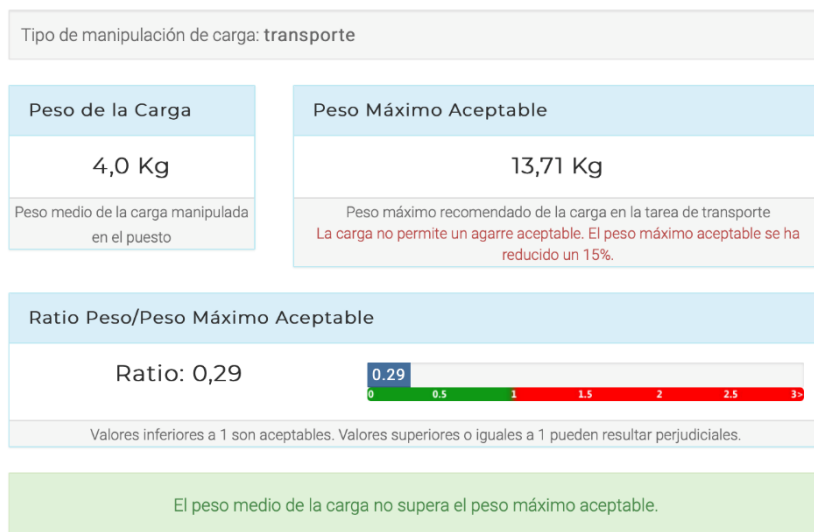 Tipo de manipulación de carga: transporte
Peso de la Carga
4,0 Kg
Peso medio de la carga manipulada
en el puesto
Peso Máximo Aceptable
13,71 Kg
Peso máximo recomendado de la carga en la tarea de transporte
La carga no permite un agarre aceptable. El peso máximo aceptable se ha
reducido un 15%.
Ratio Peso/Peso Máximo Aceptable
Ratio: 0,29
0.29
0 0.5 1 1.5 2 2.5 3>
Valores inferiores a 1 son aceptables. Valores superiores o iguales a 1 pueden resultar perjudiciales.
El peso medio de la carga no supera el peso máximo aceptable.